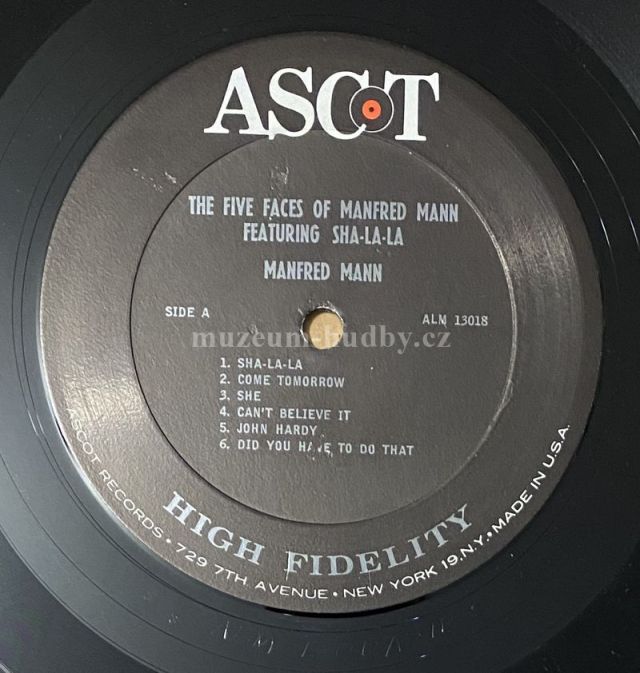 ASCOT
THE FIVE FACES OF MANFRED MANN
FEATURING SHA-LA-LA
MANFRED MANN
SIDE A
ALM 13018
muzeum-hudby.cz
1. SHA-LA-LA
2. COME TOMORROW
3. SHE
4. CAN'T BELIEVE IT
5. JOHN HARDY
6. DID YOU HAVE TO DO THAT
HIGH FIDELITY
ASCOT RECORDS • 729 7TH. AVENUE • NEW YORK 19. N.Y. • MADE IN U.S.A.